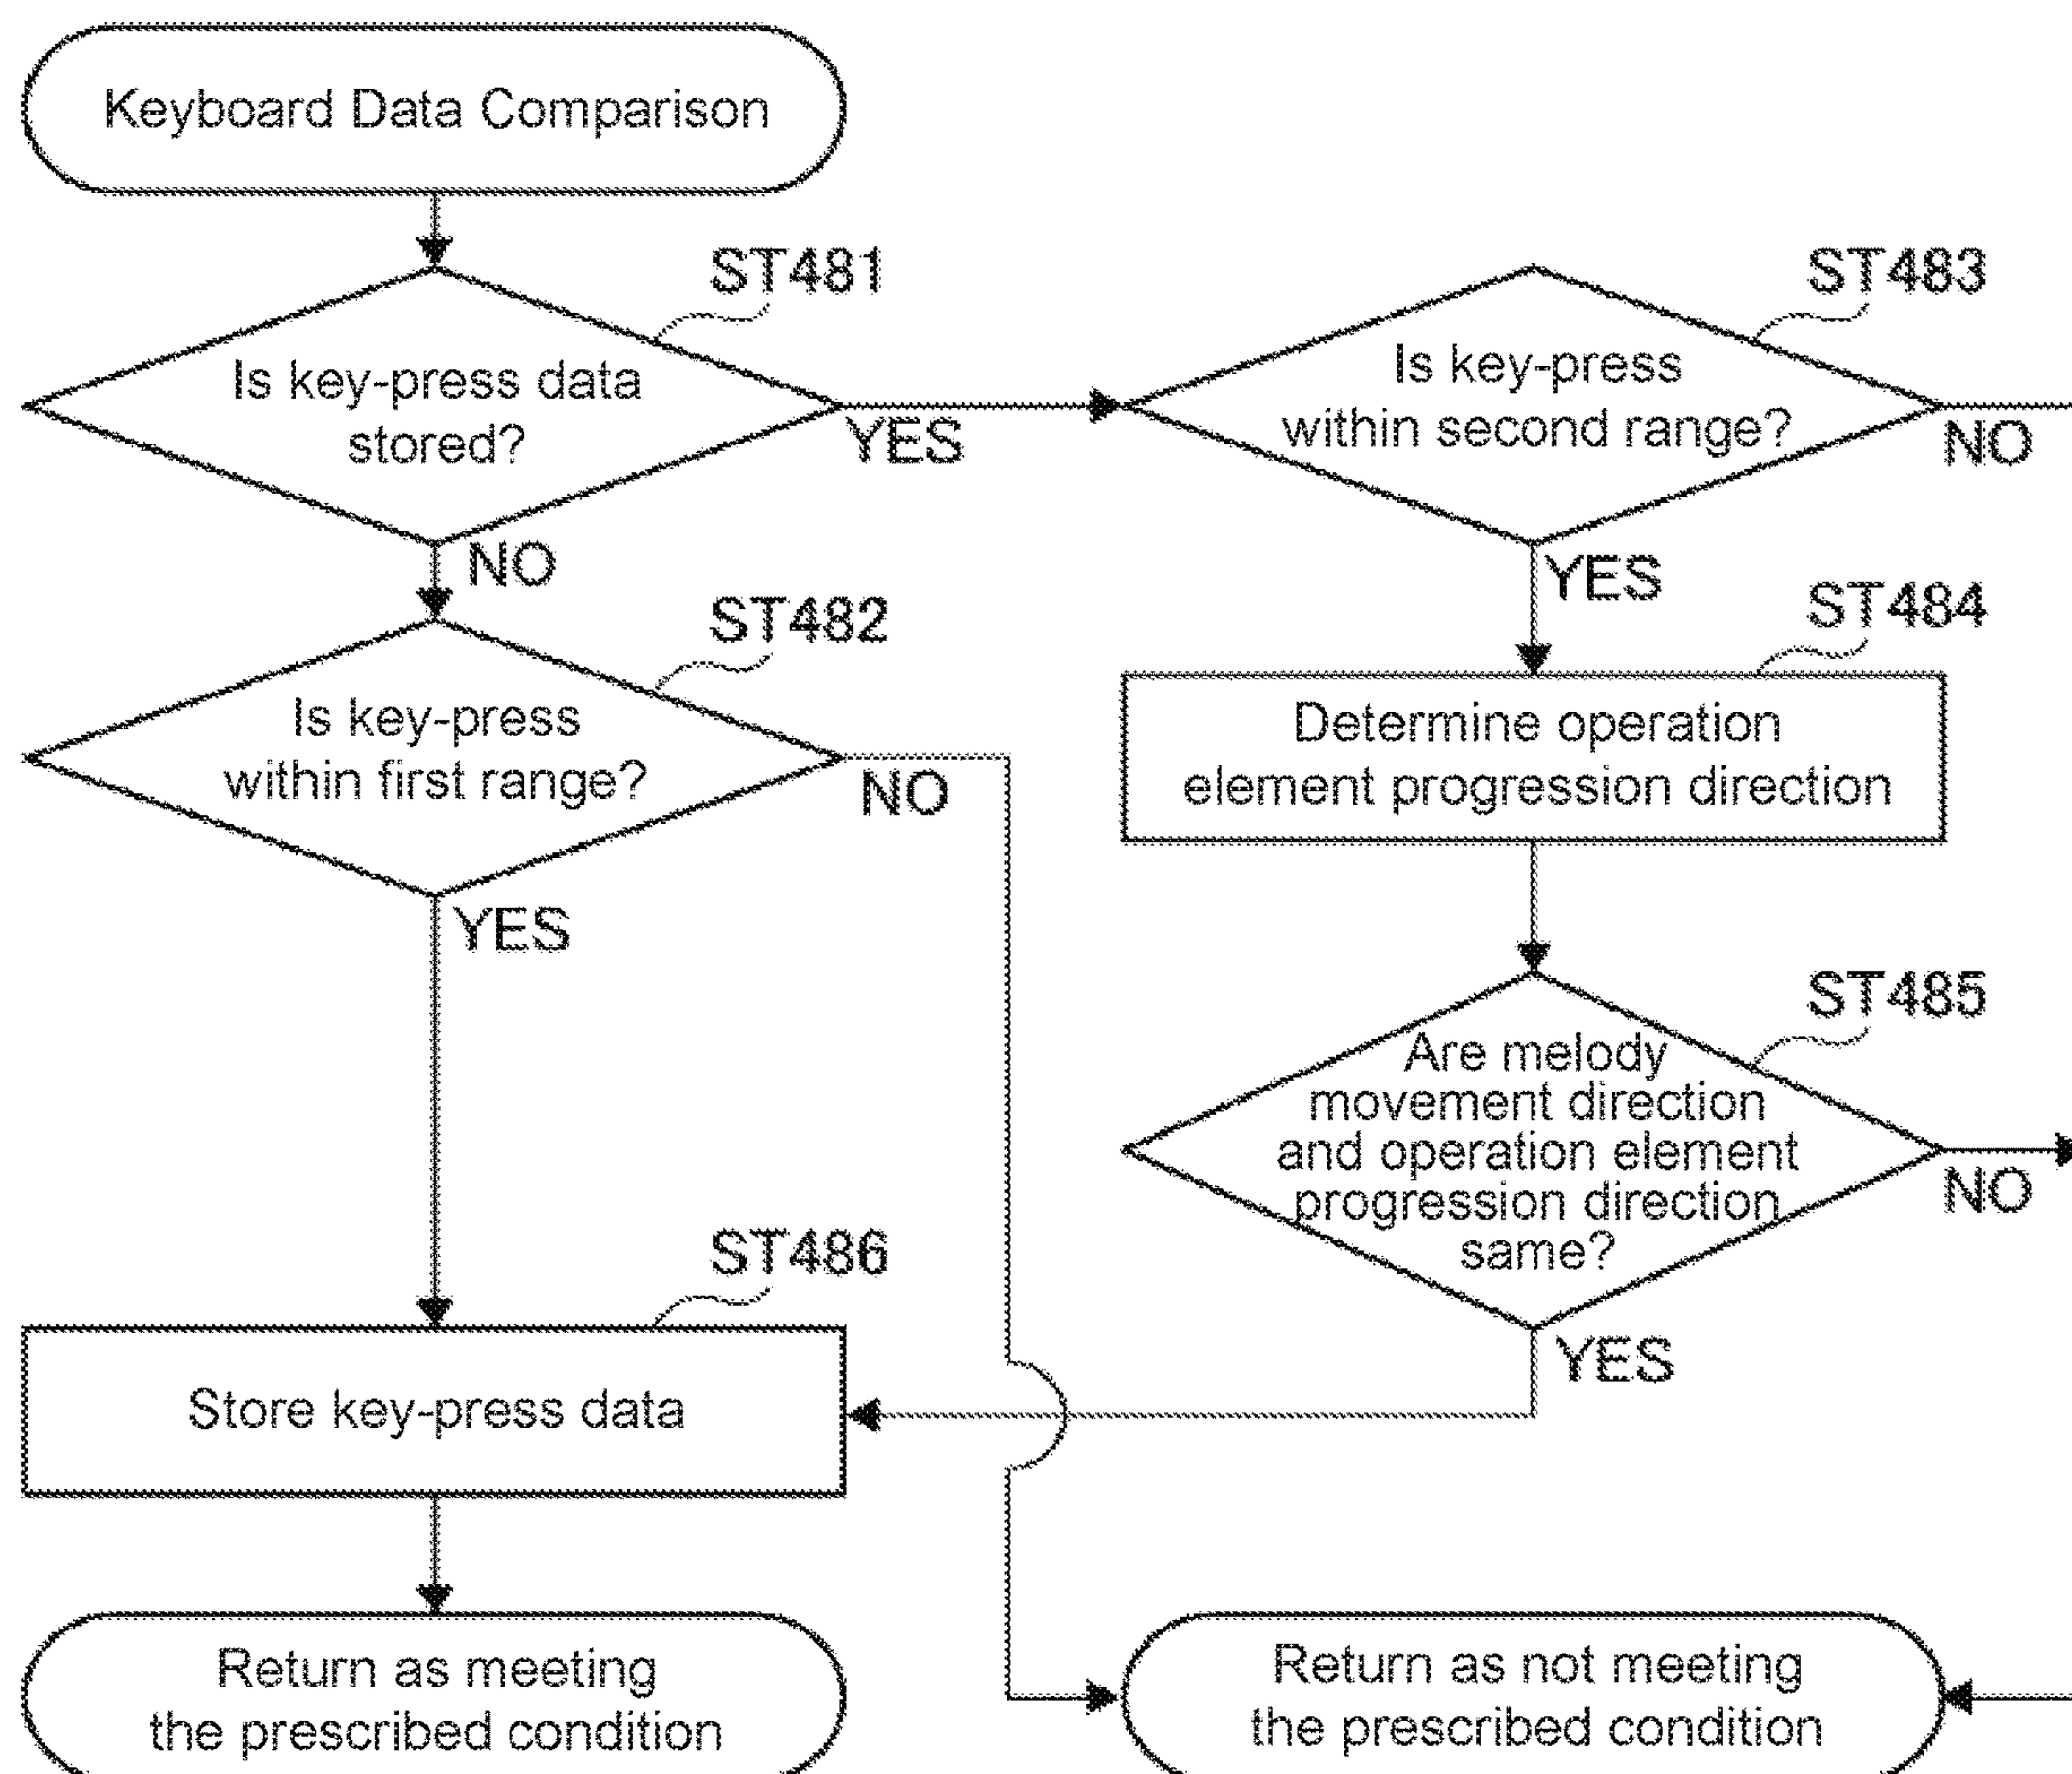 Keyboard Data Comparison
ST481
Is key-press data
stored?
YES
NO
ST482
Is key-press
within first range?
NO
YES
ST483
Is key-press
within second range?
NO
YES
ST484
Determine operation
element progression direction
ST485
Are melody
movement direction
and operation element
progression direction
same?
NO
YES
ST486
Store key-press data
Return as meeting
the prescribed condition
Return as not meeting
the prescribed condition